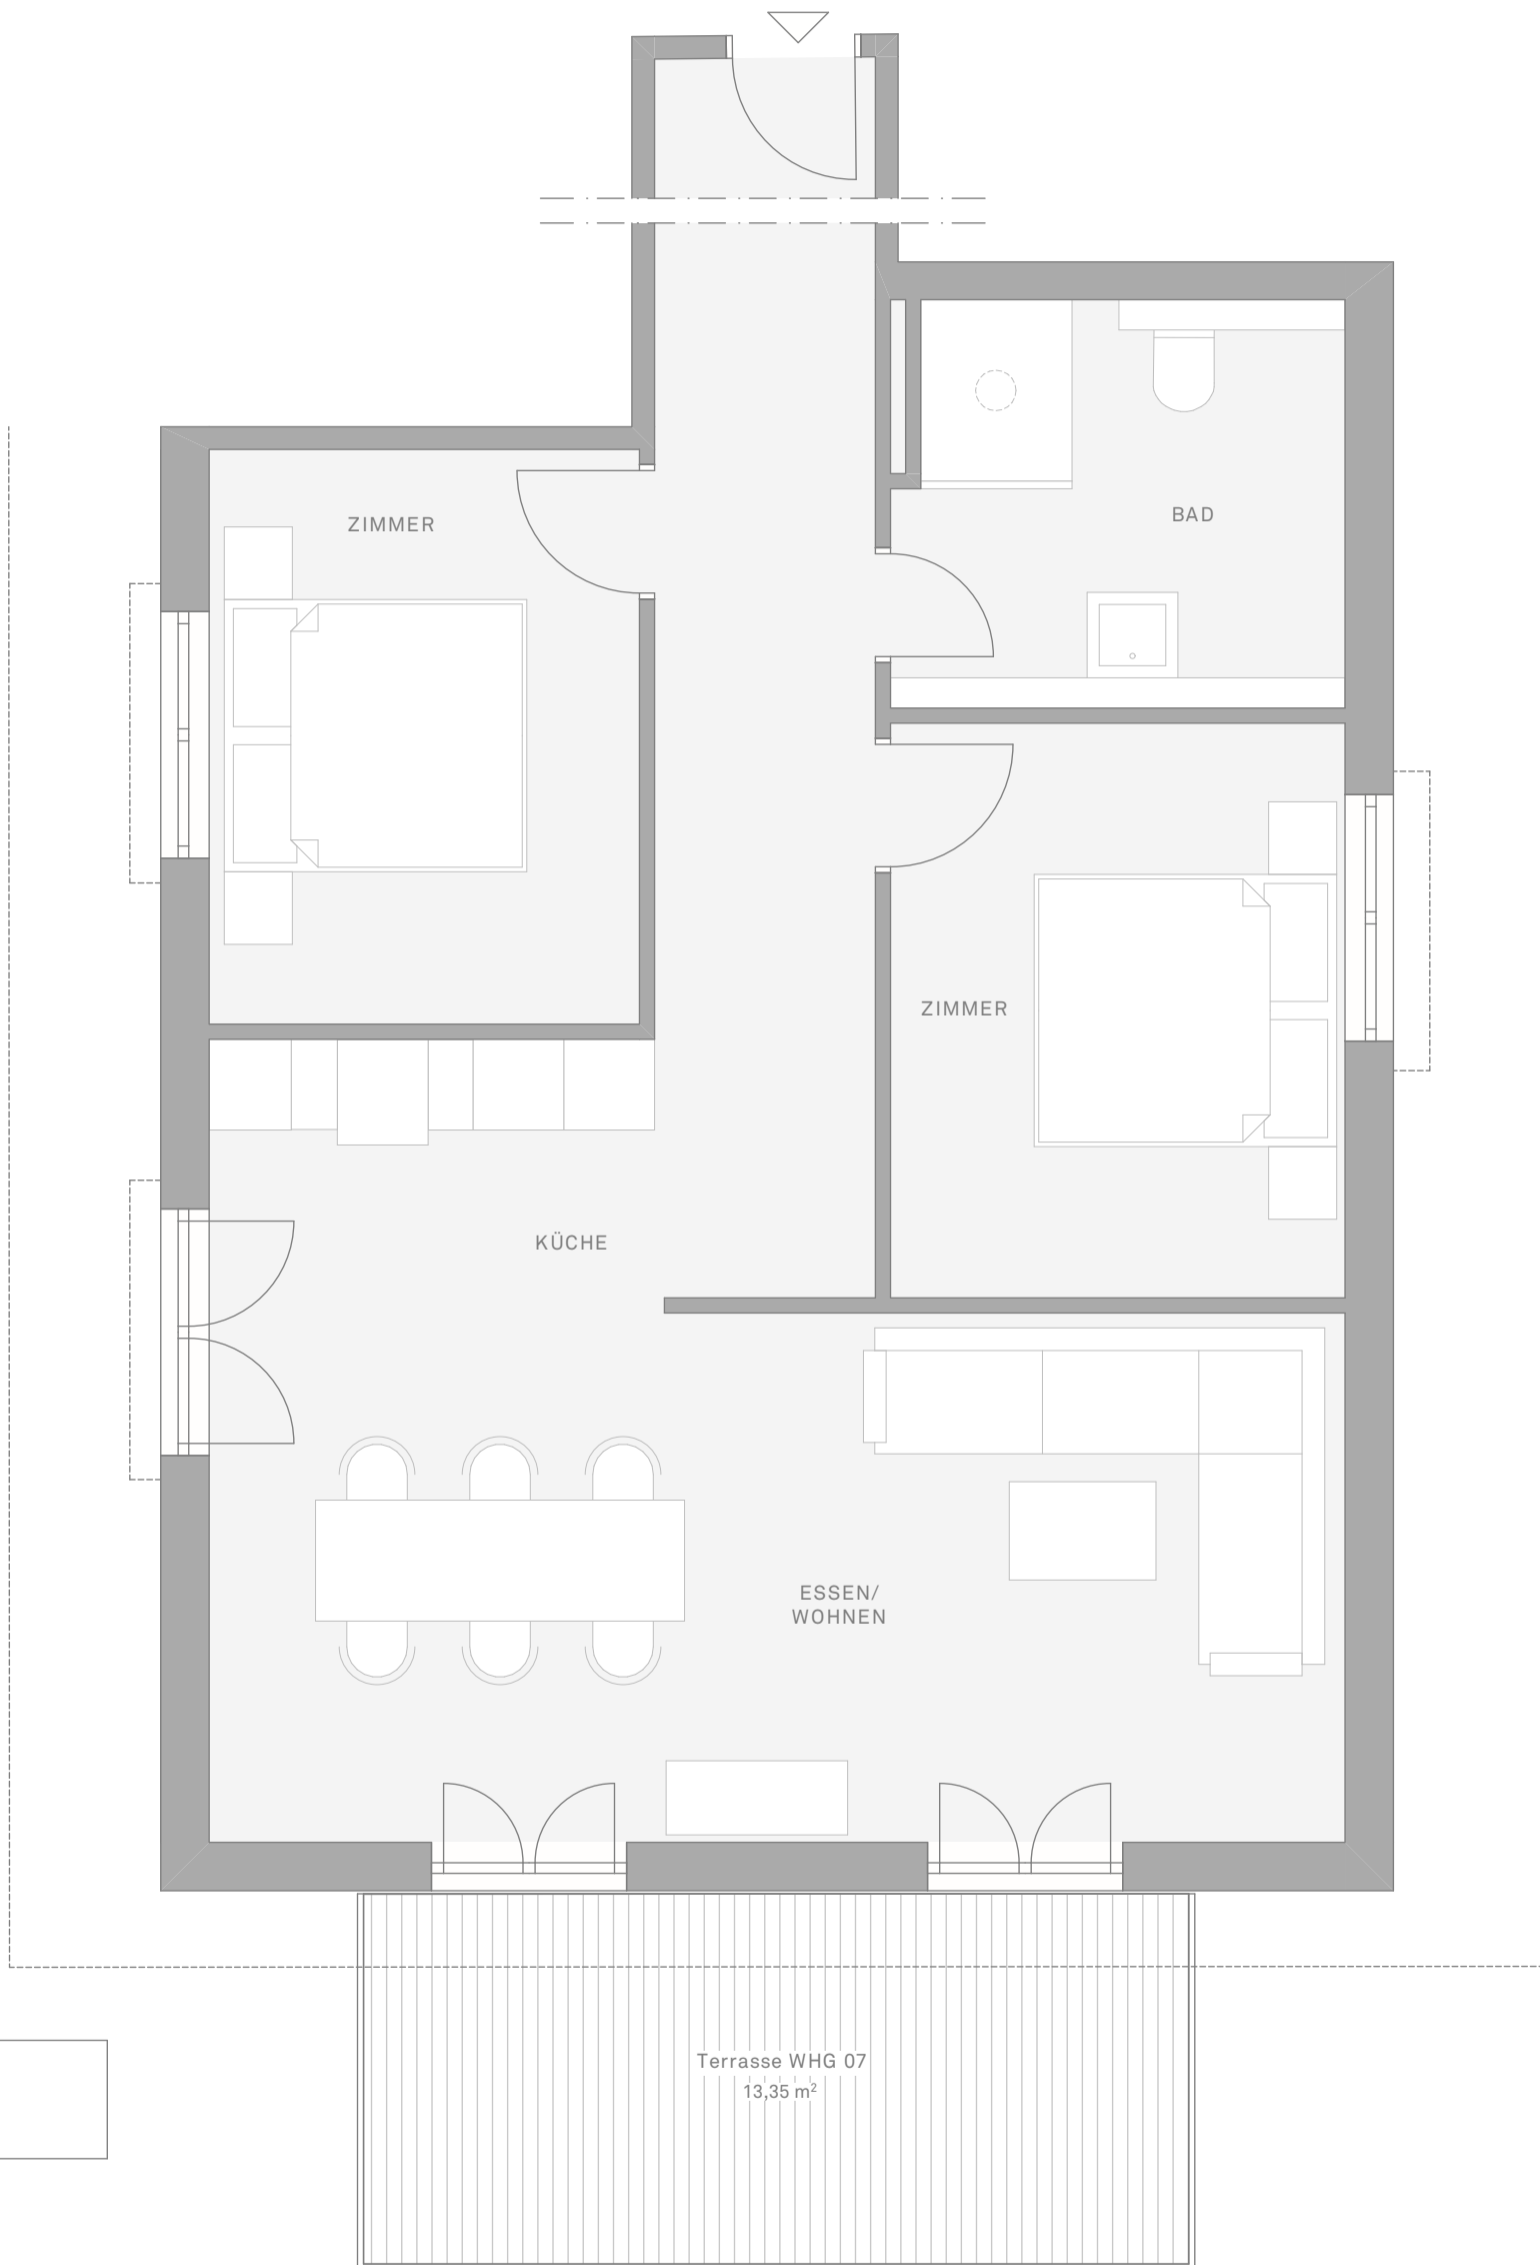 ZIMMER
BAD
ZIMMER
KÜCHE
ESSEN/
WOHNEN
Terrasse WHG 07
13,35 m²